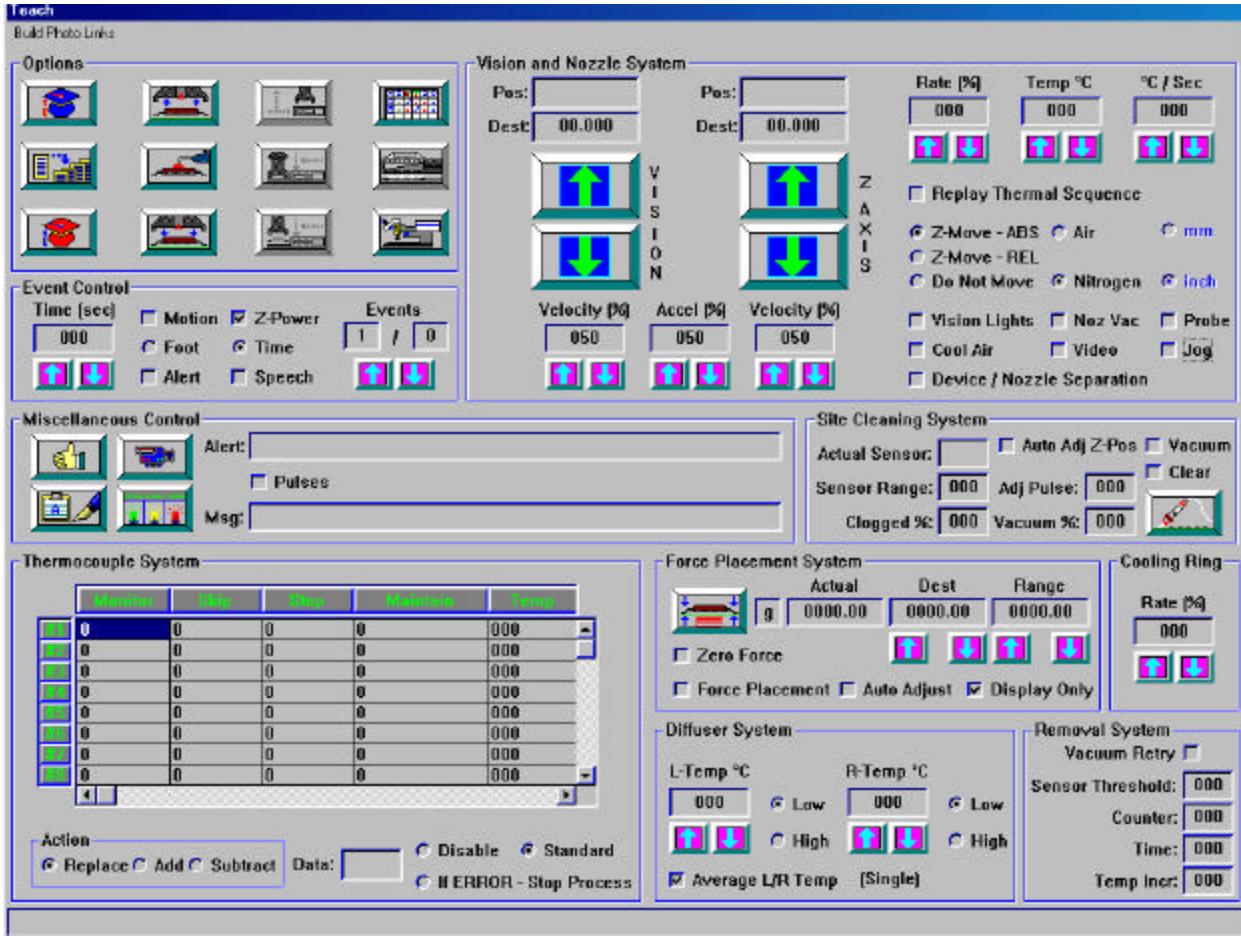 Teach
Build Photo Links
Options
Event Control
Time (sec)
000
Motion
Z-Power
Foot
Time
Alert
Speech
Events
1 / 0
Vision and Nozzle System
Pos:
Dest: 00.000
Pos:
Dest: 00.000
VISION
Z AXIS
Velocity (%)
050
Accel (%)
050
Velocity (%)
050
Rate (%)
000
Temp °C
000
°C / Sec
000
Replay Thermal Sequence
Z-Move - ABS
Air
mm
Z-Move - REL
Do Not Move
Nitrogen
inch
Vision Lights
Noz Vac
Probe
Cool Air
Video
Jog
Device / Nozzle Separation
Miscellaneous Control
Alert:
Pulses
Msg:
Site Cleaning System
Actual Sensor:
Auto Adj Z-Pos
Vacuum
Clear
Sensor Range: 000
Adj Pulse: 000
Clogged %: 000
Vacuum %: 000
Thermocouple System
Monitor Skip Stop Maintain Temp
#1 0 0 0 0 000
#2 0 0 0 0 000
#3 0 0 0 0 000
#4 0 0 0 0 000
#5 0 0 0 0 000
#6 0 0 0 0 000
#7 0 0 0 0 000
#8 0 0 0 0 000
Action
Replace
Add
Subtract
Data:
Disable
Standard
If ERROR - Stop Process
Force Placement System
Actual
Dest
Range
g
0000.00
0000.00
0000.00
Zero Force
Force Placement
Auto Adjust
Display Only
Cooling Ring
Rate (%)
000
Diffuser System
L-Temp °C
000
Low
High
R-Temp °C
000
Low
High
Average L/R Temp (Single)
Removal System
Vacuum Retry
Sensor Threshold: 000
Counter: 000
Time: 000
Temp Incr: 000